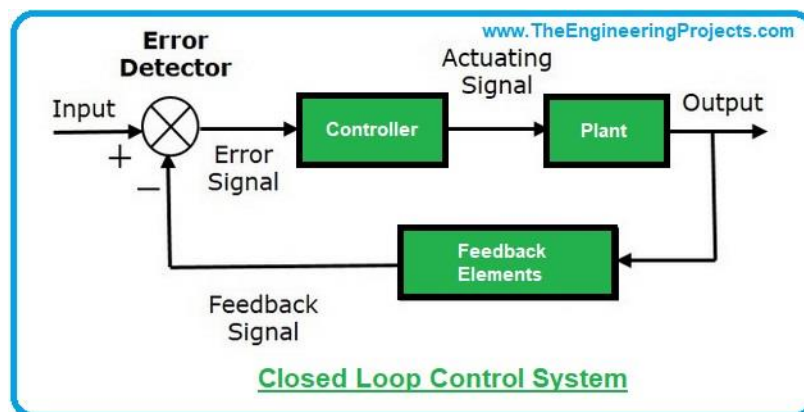 www.TheEngineeringProjects.com
Error
Detector
Actuating
Signal
Input
Output
Controller
Plant
+
Error
Signal
−
Feedback
Elements
Feedback
Signal
Closed Loop Control System